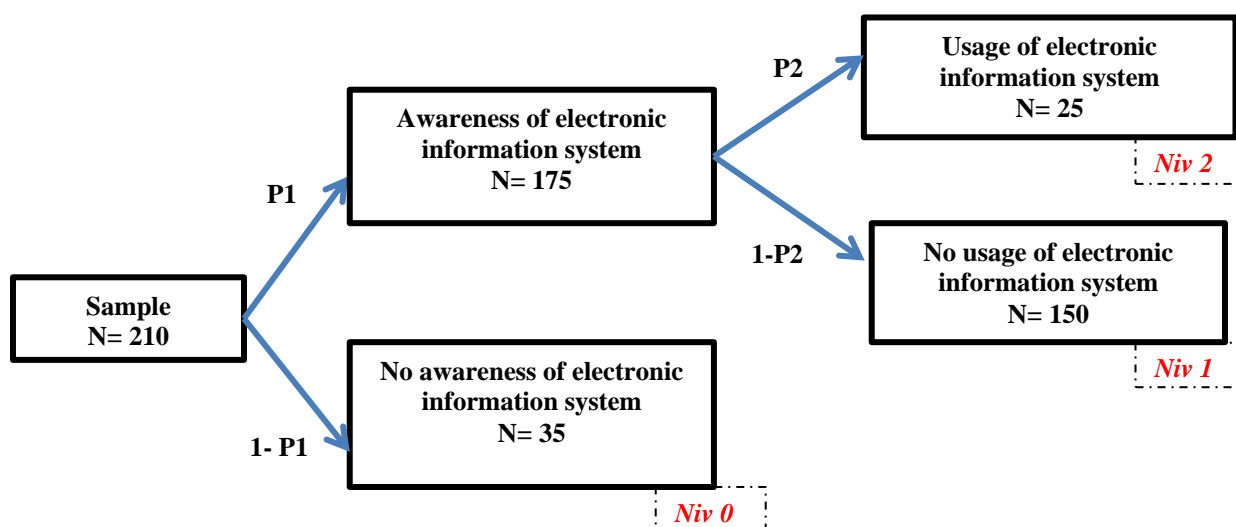 Usage of electronic
information system
N= 25
Niv 2
P2
Awareness of electronic
information system
N= 175
P1
1-P2
No usage of electronic
information system
N= 150
Niv 1
Sample
N= 210
No awareness of electronic
information system
N= 35
1- P1
Niv 0